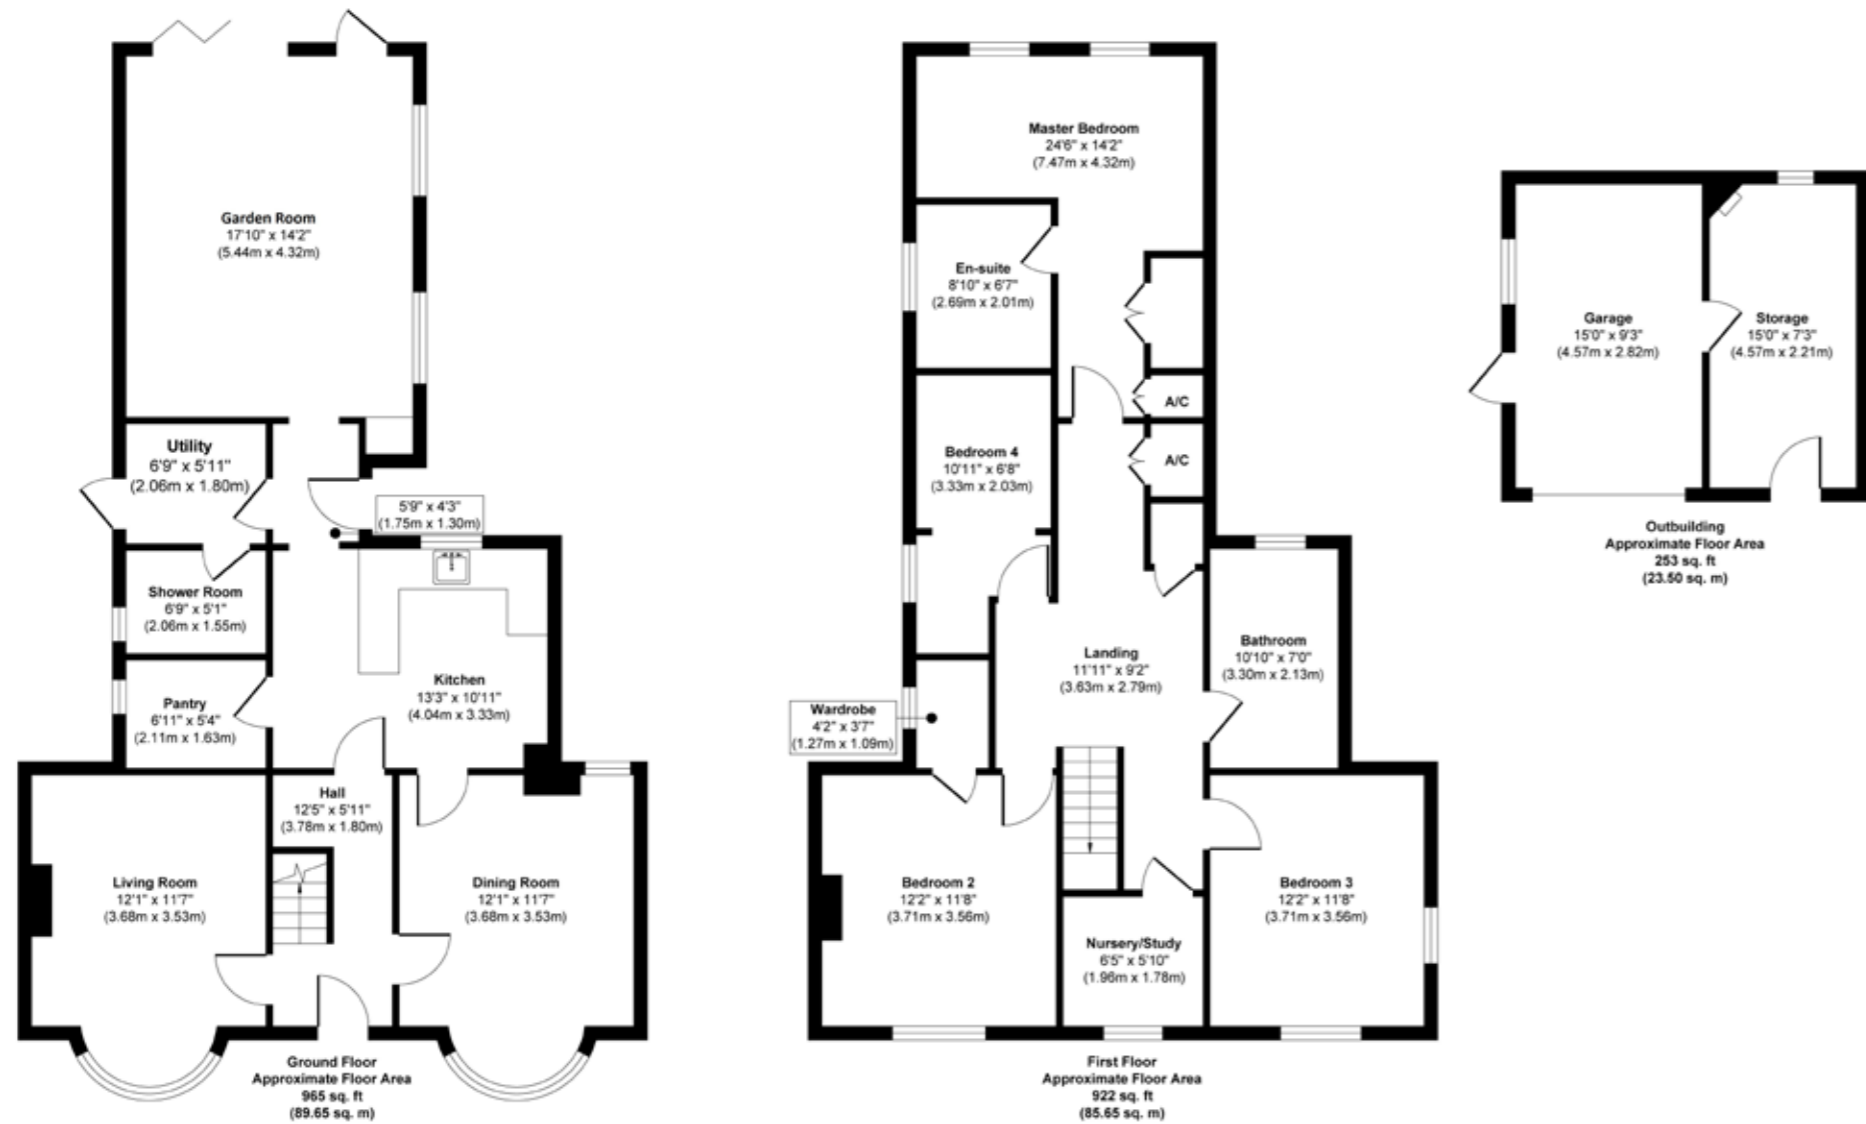 Garden Room
17'10" x 14'2"
(5.44m x 4.32m)
Utility
6'9" x 5'11"
(2.06m x 1.80m)
5'9" x 4'3"
(1.75m x 1.30m)
Shower Room
6'9" x 5'1"
(2.06m x 1.55m)
Pantry
6'11" x 5'4"
(2.11m x 1.63m)
Kitchen
13'3" x 10'11"
(4.04m x 3.33m)
Hall
12'5" x 5'11"
(3.78m x 1.80m)
Living Room
12'1" x 11'7"
(3.68m x 3.53m)
Dining Room
12'1" x 11'7"
(3.68m x 3.53m)
Ground Floor
Approximate Floor Area
965 sq. ft
(89.65 sq. m)
Master Bedroom
24'6" x 14'2"
(7.47m x 4.32m)
En-suite
8'10" x 6'7"
(2.69m x 2.01m)
A/C
A/C
Bedroom 4
10'11" x 6'8"
(3.33m x 2.03m)
Landing
11'11" x 9'2"
(3.63m x 2.79m)
Bathroom
10'10" x 7'0"
(3.30m x 2.13m)
Wardrobe
4'2" x 3'7"
(1.27m x 1.09m)
Bedroom 2
12'2" x 11'8"
(3.71m x 3.56m)
Nursery/Study
6'5" x 5'10"
(1.96m x 1.78m)
Bedroom 3
12'2" x 11'8"
(3.71m x 3.56m)
First Floor
Approximate Floor Area
922 sq. ft
(85.65 sq. m)
Garage
15'0" x 9'3"
(4.57m x 2.82m)
Storage
15'0" x 7'3"
(4.57m x 2.21m)
Outbuilding
Approximate Floor Area
253 sq. ft
(23.50 sq. m)